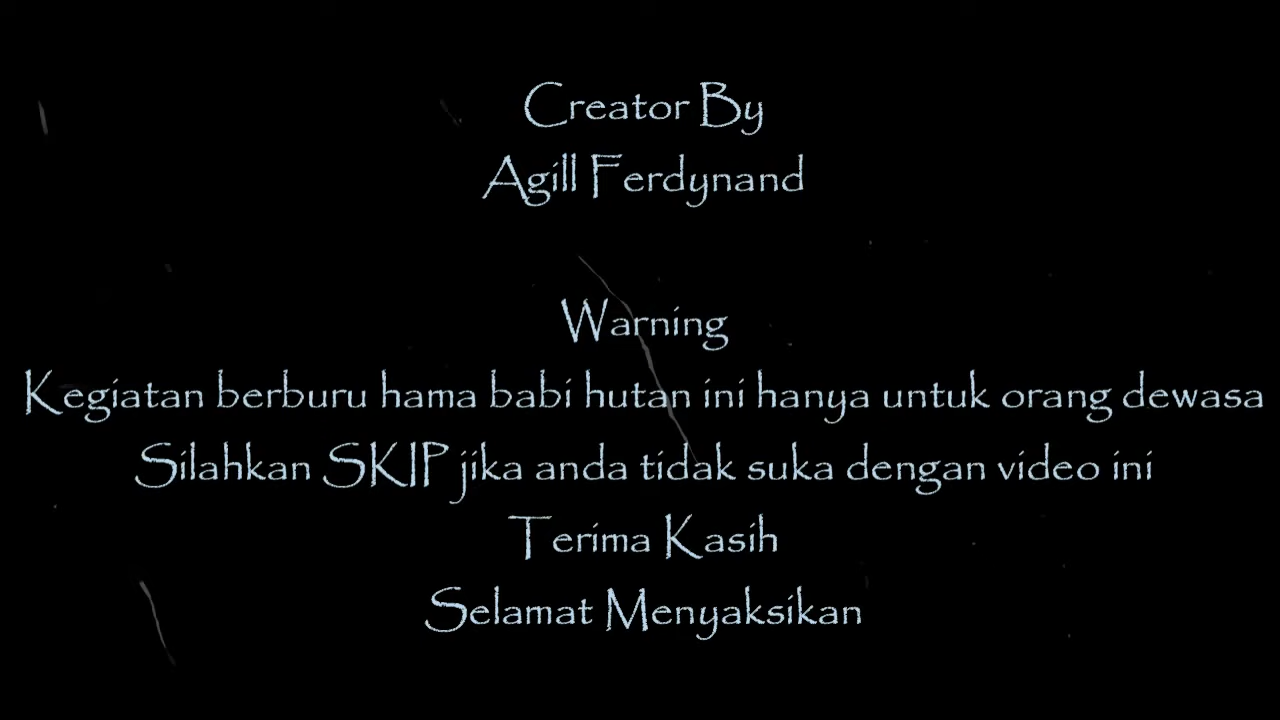 Creator By
Agill Ferdynand
Warning
Kegiatan berburu hama babi hutan ini hanya untuk orang dewasa
Silahkan SKIP jika anda tidak suka dengan video ini
Terima Kasih
Selamat Menyaksikan